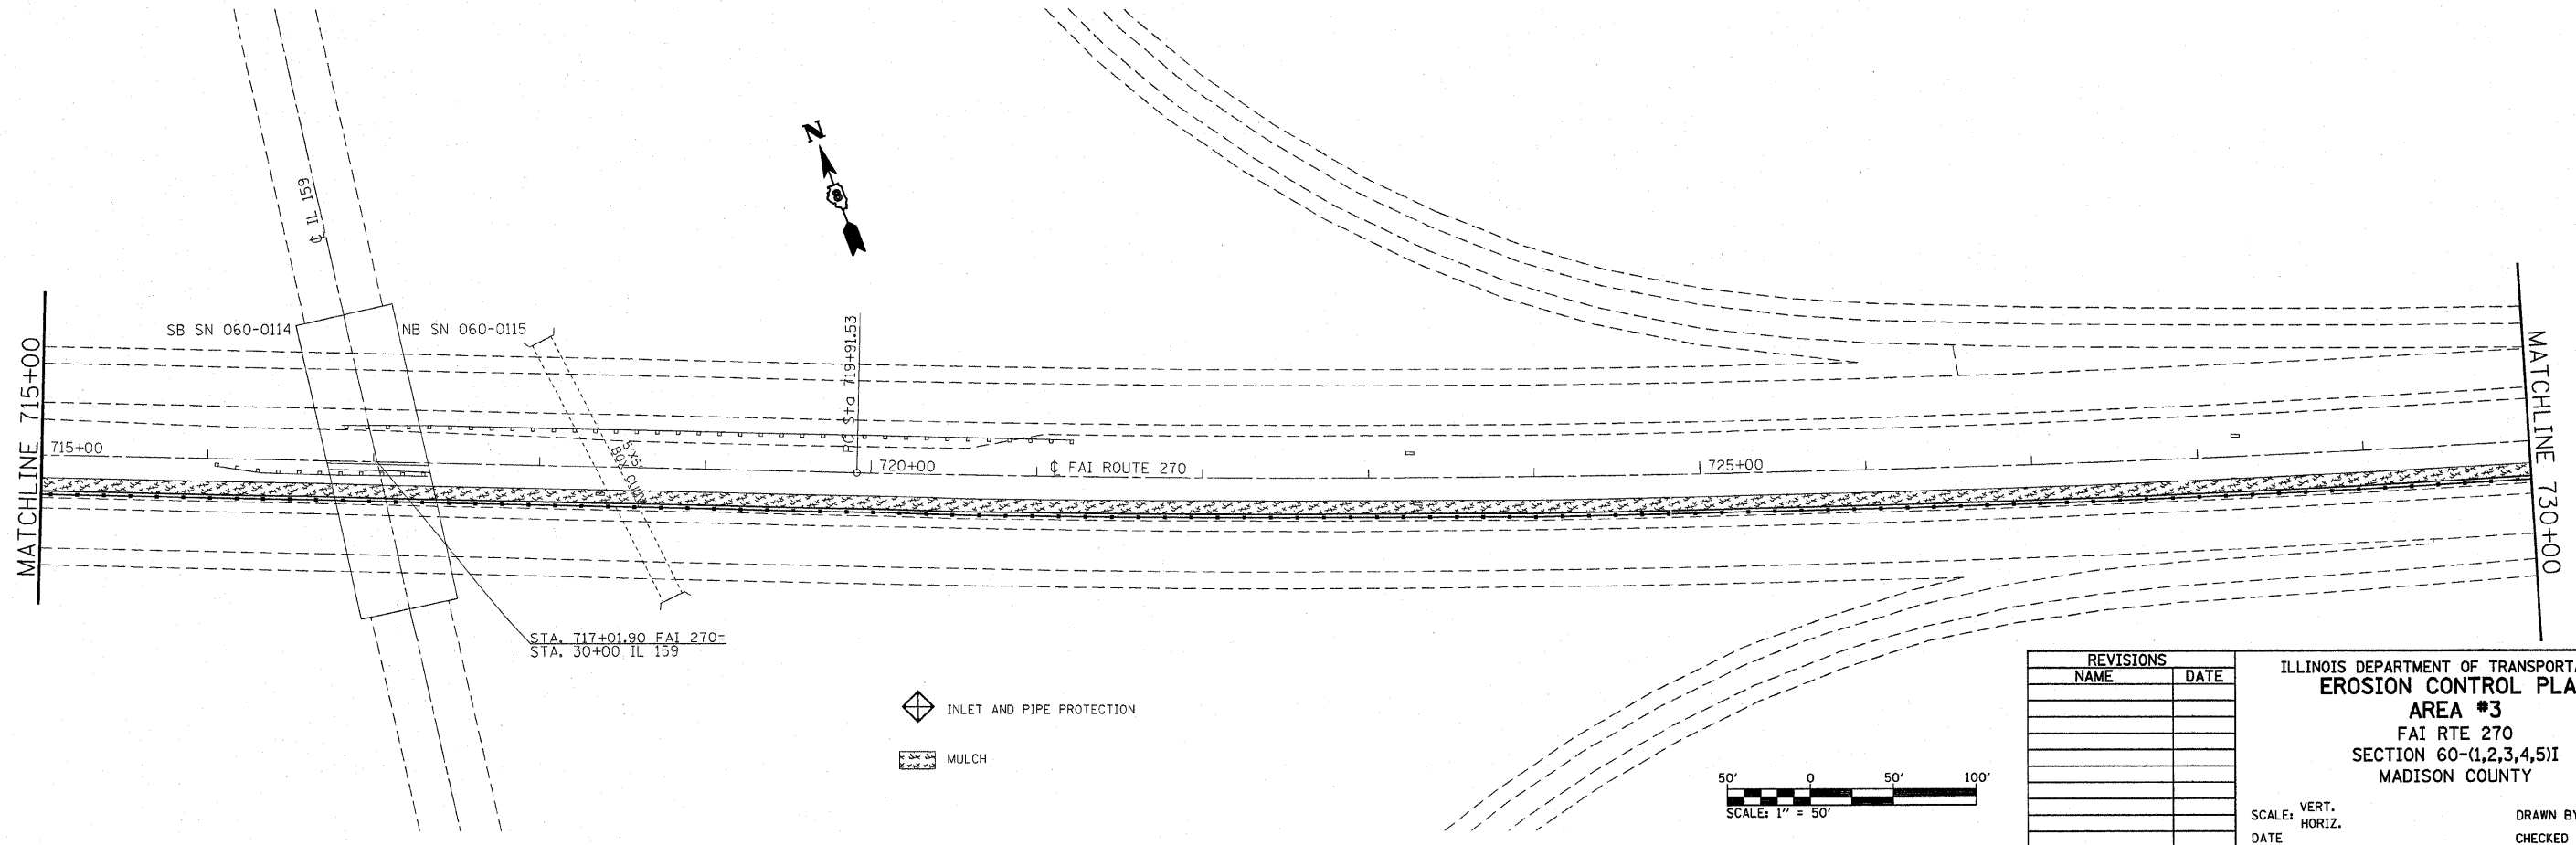 N
℄ IL 159
SB SN 060-0114
NB SN 060-0115
MATCHLINE 715+00
715+00
5'X5'
BOX CULV
PC Sta 719+91.53
720+00
℄ FAI ROUTE 270
725+00
MATCHLINE 730+00
STA. 717+01.90 FAI 270=
STA. 30+00 IL 159
INLET AND PIPE PROTECTION
MULCH
50' 0 50' 100'
SCALE: 1" = 50'
REVISIONS
NAME DATE
ILLINOIS DEPARTMENT OF TRANSPORT
EROSION CONTROL PLA
AREA #3
FAI RTE 270
SECTION 60-(1,2,3,4,5)I
MADISON COUNTY
SCALE: VERT.
HORIZ.
DRAWN BY
DATE
CHECKED